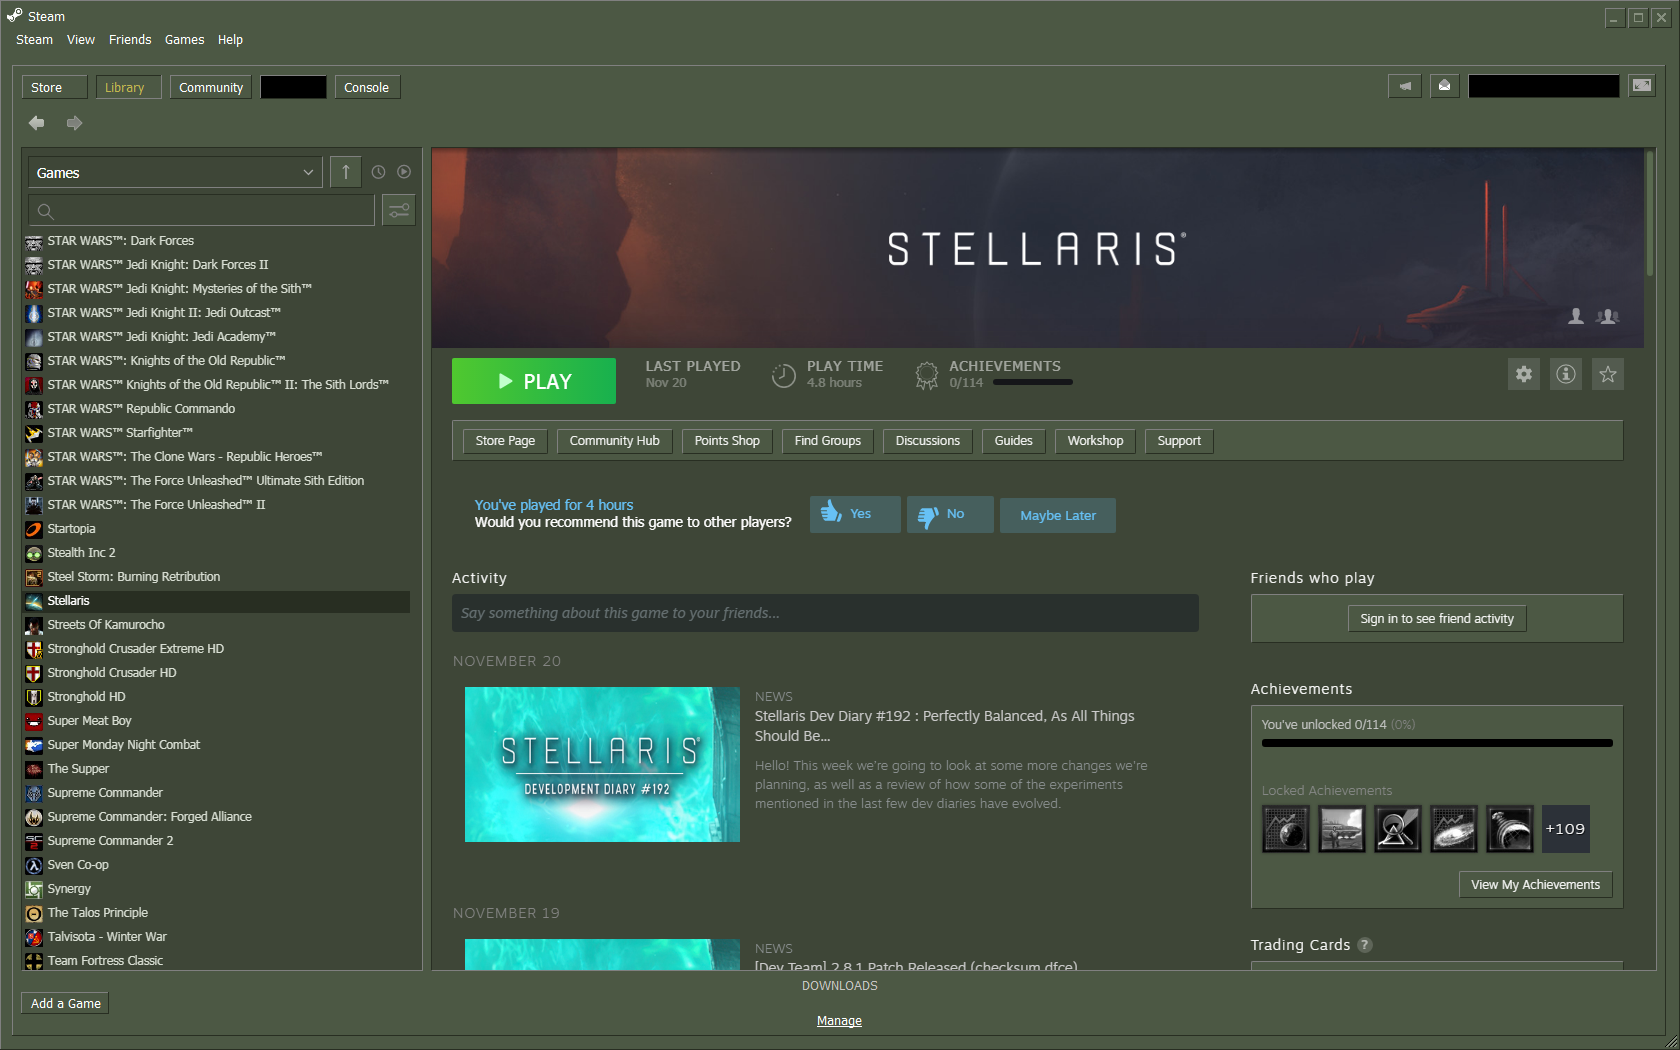 Steam
Steam View Friends Games Help
Store Library Community Console
Games
STAR WARS™: Dark Forces
STAR WARS™ Jedi Knight: Dark Forces II
STAR WARS™ Jedi Knight: Mysteries of the Sith™
STAR WARS™ Jedi Knight II: Jedi Outcast™
STAR WARS™ Jedi Knight: Jedi Academy™
STAR WARS™: Knights of the Old Republic™
STAR WARS™ Knights of the Old Republic™ II: The Sith Lords™
STAR WARS™ Republic Commando
STAR WARS™ Starfighter™
STAR WARS™: The Clone Wars - Republic Heroes™
STAR WARS™: The Force Unleashed™ Ultimate Sith Edition
STAR WARS™: The Force Unleashed™ II
Startopia
Stealth Inc 2
Steel Storm: Burning Retribution
Stellaris
Streets Of Kamurocho
Stronghold Crusader Extreme HD
Stronghold Crusader HD
Stronghold HD
Super Meat Boy
Super Monday Night Combat
The Supper
Supreme Commander
Supreme Commander: Forged Alliance
Supreme Commander 2
Sven Co-op
Synergy
The Talos Principle
Talvisota - Winter War
Team Fortress Classic
Add a Game
STELLARIS®
PLAY
LAST PLAYED
Nov 20
PLAY TIME
4.8 hours
ACHIEVEMENTS
0/114
Store Page Community Hub Points Shop Find Groups Discussions Guides Workshop Support
You've played for 4 hours
Would you recommend this game to other players?
Yes No Maybe Later
Activity
Say something about this game to your friends...
NOVEMBER 20
STELLARIS®
DEVELOPMENT DIARY #192
NEWS
Stellaris Dev Diary #192 : Perfectly Balanced, As All Things
Should Be...
Hello! This week we're going to look at some more changes we're
planning, as well as a review of how some of the experiments
mentioned in the last few dev diaries have evolved.
NOVEMBER 19
NEWS
[Dev Team] 2.8.1 Patch Released (checksum dfce)
Friends who play
Sign in to see friend activity
Achievements
You've unlocked 0/114 (0%)
Locked Achievements
+109
View My Achievements
Trading Cards ?
DOWNLOADS
Manage